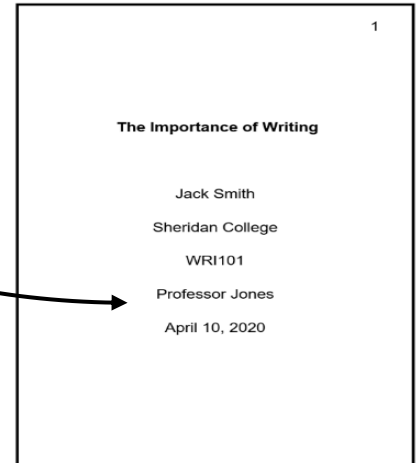 1
The Importance of Writing
Jack Smith
Sheridan College
WRI101
Professor Jones
April 10, 2020